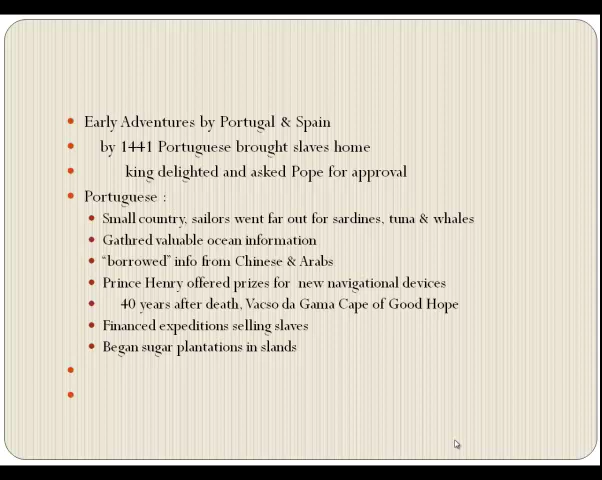 Early Adventures by Portugal & Spain
by 1441 Portuguese brought slaves home
king delighted and asked Pope for approval
Portuguese :
Small country, sailors went far out for sardines, tuna & whales
Gathred valuable ocean information
“borrowed” info from Chinese & Arabs
Prince Henry offered prizes for new navigational devices
40 years after death, Vacso da Gama Cape of Good Hope
Financed expeditions selling slaves
Began sugar plantations in slands